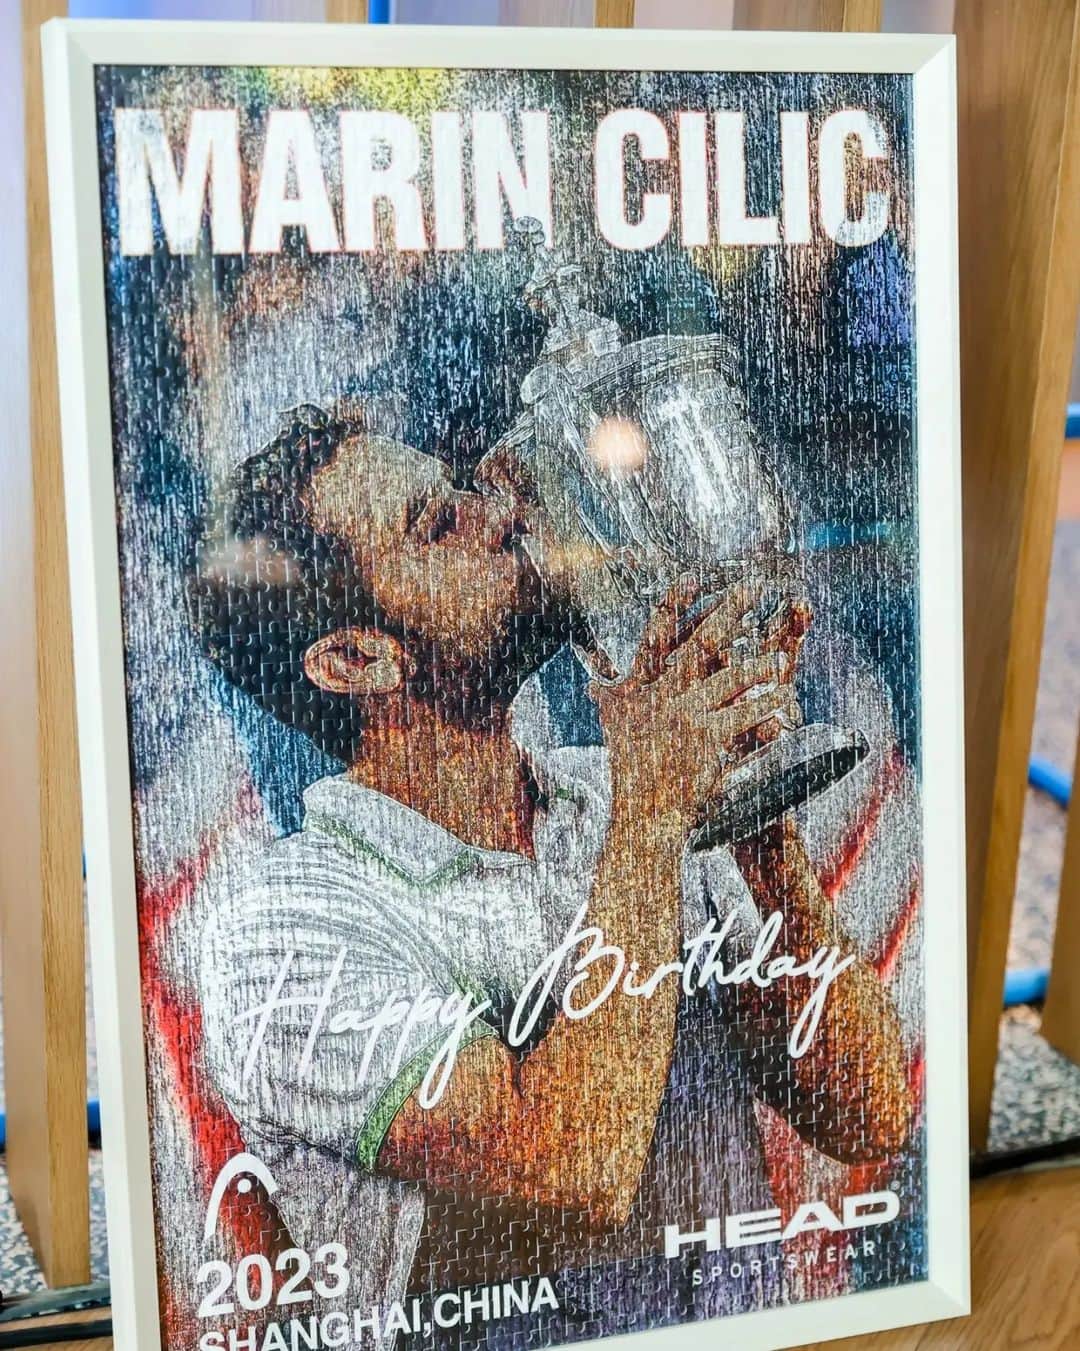 MARIN CILIC
Happy Birthday
HEAD®
SPORTSWEAR
2023
SHANGHAI,CHINA